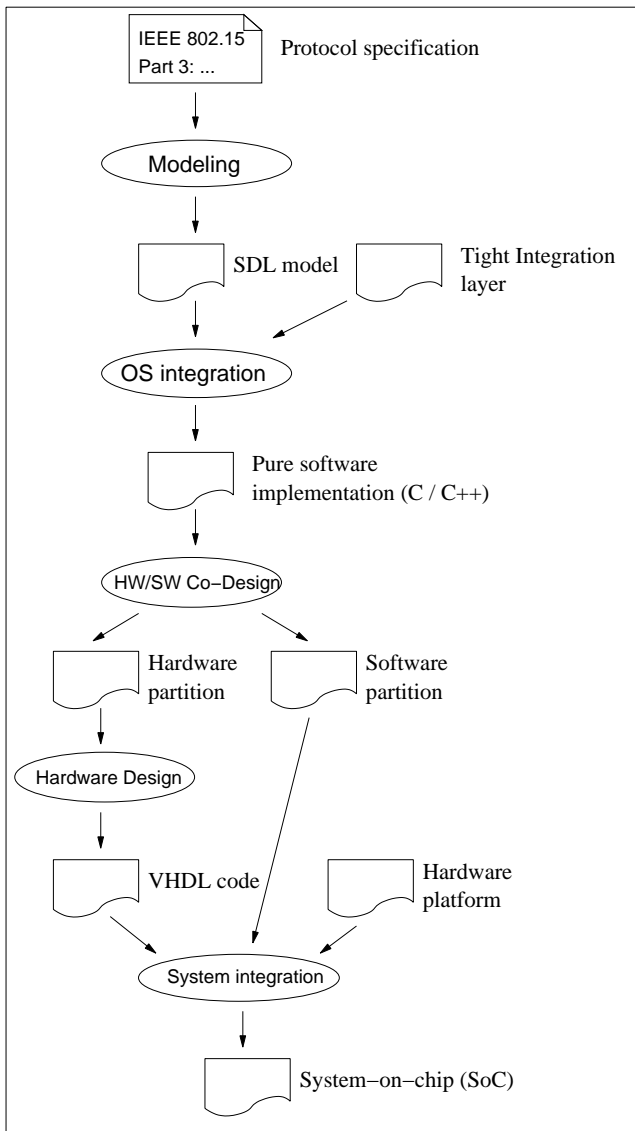 IEEE 802.15
Part 3: ...
Protocol specification
Modeling
SDL model
Tight Integration
layer
OS integration
Pure software
implementation (C / C++)
HW/SW Co−Design
Hardware
partition
Software
partition
Hardware Design
VHDL code
Hardware
platform
System integration
System−on−chip (SoC)